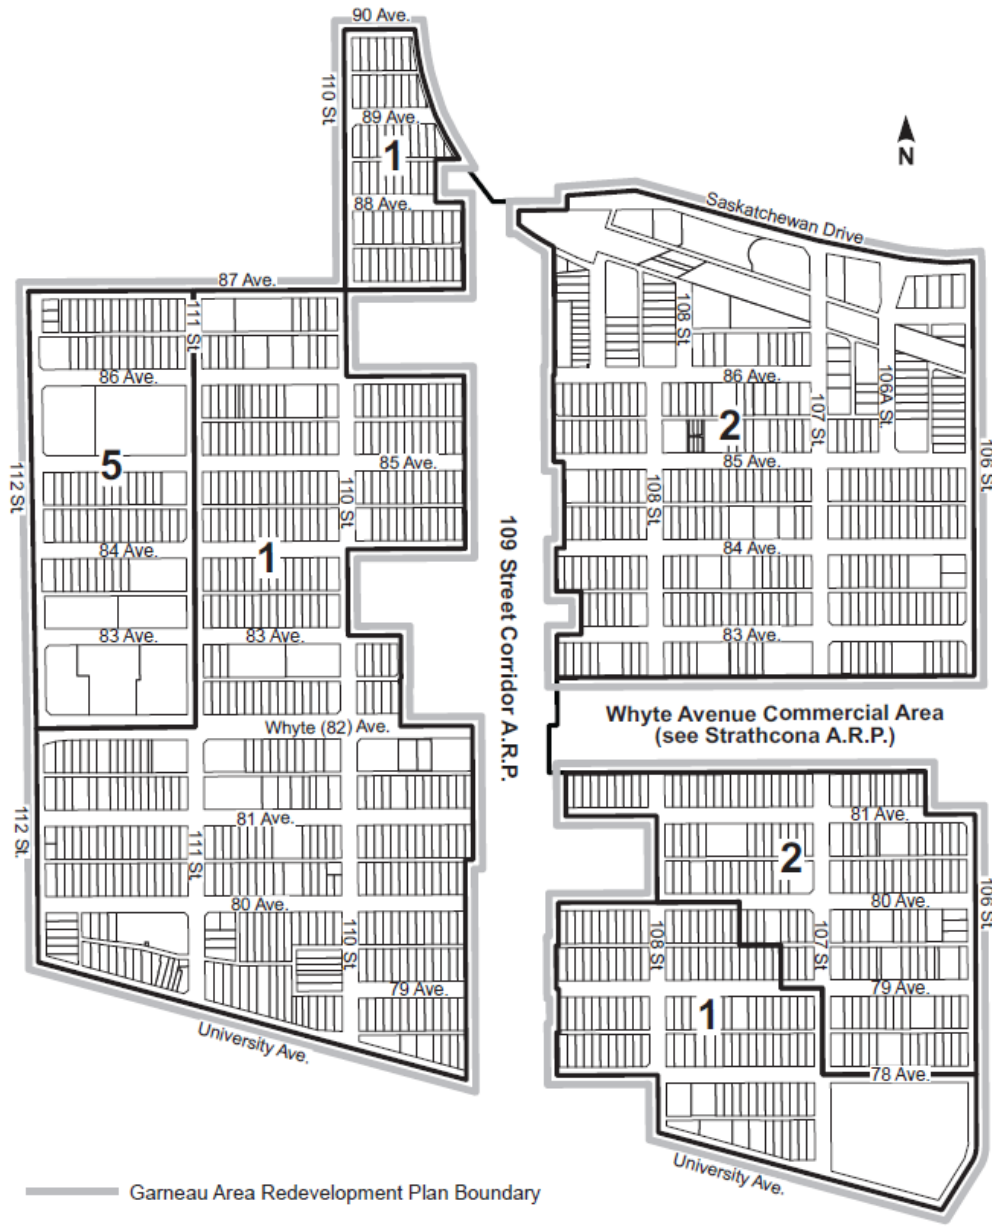 90 Ave.
110 St.
89 Ave.
1
N
88 Ave.
Saskatchewan Drive
87 Ave.
111 St.
108 St.
86 Ave.
86 Ave.
107 St.
106A St.
2
85 Ave.
85 Ave.
5
112 St.
110 St.
108 St.
106 St.
109 Street Corridor A.R.P.
84 Ave.
1
84 Ave.
83 Ave.
83 Ave.
83 Ave.
Whyte (82) Ave.
Whyte Avenue Commercial Area
(see Strathcona A.R.P.)
112 St.
81 Ave.
81 Ave.
111 St.
2
80 Ave.
80 Ave.
106 St.
110 St
108 St
107 St
79 Ave.
79 Ave.
1
University Ave.
78 Ave.
University Ave.
Garneau Area Redevelopment Plan Boundary